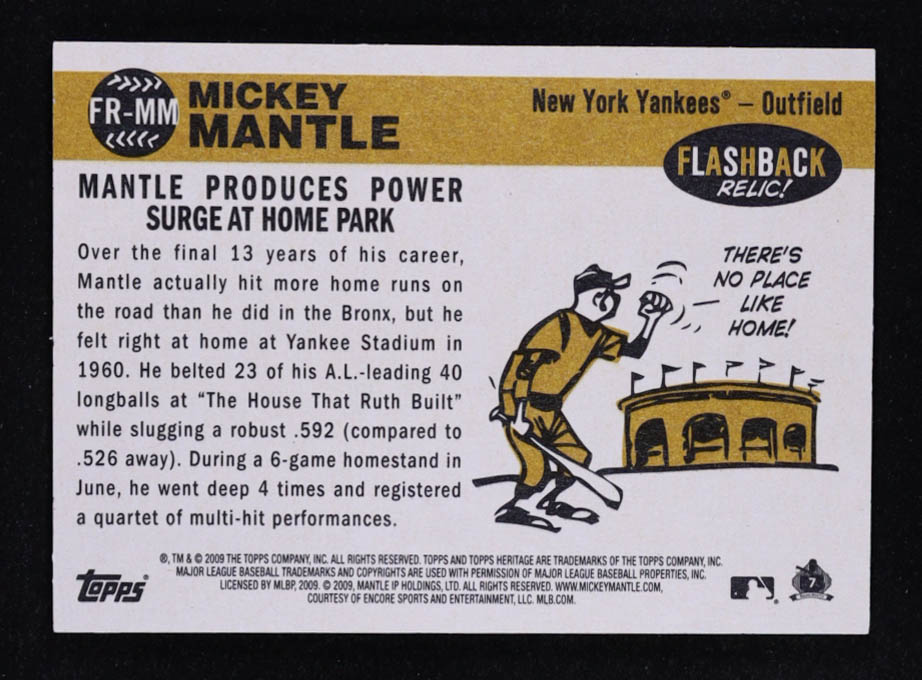 FR-MM
MICKEY
MANTLE
New York Yankees® – Outfield
FLASHBACK
RELIC!
MANTLE PRODUCES POWER
SURGE AT HOME PARK
Over the final 13 years of his career,
Mantle actually hit more home runs on
the road than he did in the Bronx, but he
felt right at home at Yankee Stadium in
1960. He belted 23 of his A.L.-leading 40
longballs at “The House That Ruth Built”
while slugging a robust .592 (compared to
.526 away). During a 6-game homestand in
June, he went deep 4 times and registered
a quartet of multi-hit performances.
THERE'S
NO PLACE
LIKE
HOME!
®, TM & © 2009 THE TOPPS COMPANY, INC. ALL RIGHTS RESERVED. TOPPS AND TOPPS HERITAGE ARE TRADEMARKS OF THE TOPPS COMPANY, INC.
MAJOR LEAGUE BASEBALL TRADEMARKS AND COPYRIGHTS ARE USED WITH PERMISSION OF MAJOR LEAGUE BASEBALL PROPERTIES, INC.
LICENSED BY MLBP, 2009. © 2009, MANTLE IP HOLDINGS, LTD. ALL RIGHTS RESERVED. WWW.MICKEYMANTLE.COM,
COURTESY OF ENCORE SPORTS AND ENTERTAINMENT, LLC. MLB.COM.
Topps®
7